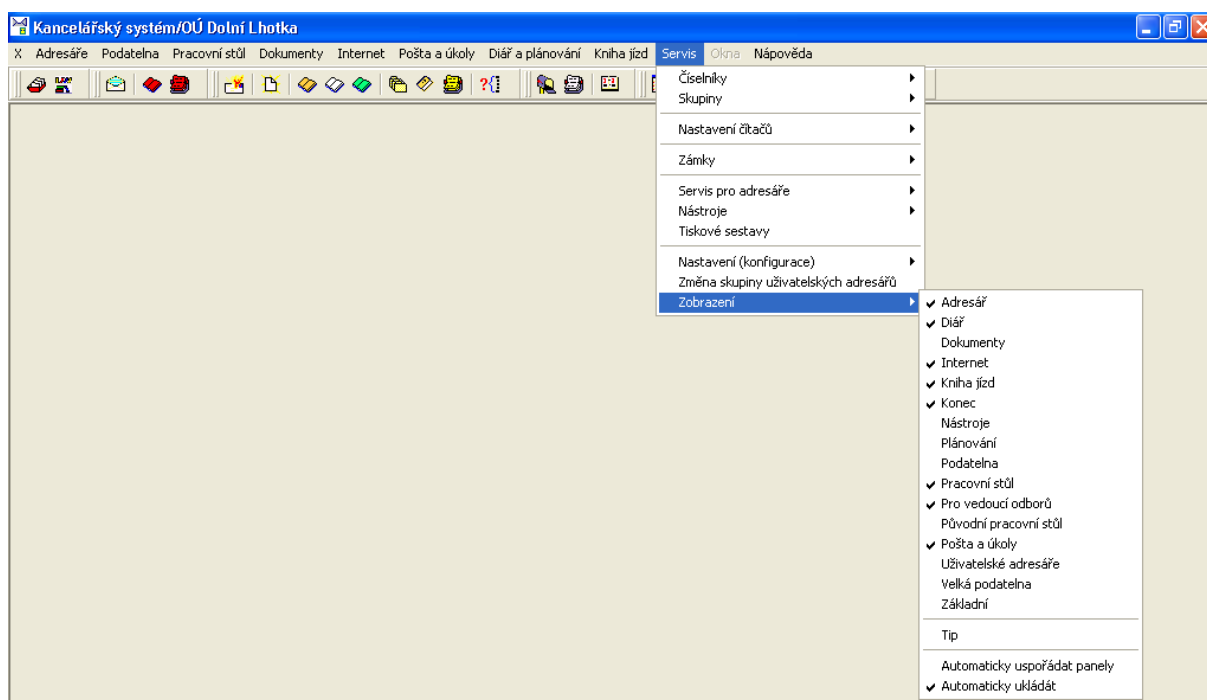 Kancelářský systém/OÚ Dolní Lhotka
X Adresáře Podatelna Pracovní stůl Dokumenty Internet Pošta a úkoly Diář a plánování Kniha jízd Servis Okna Nápověda
Číselníky
Skupiny
Nastavení čítačů
Zámky
Servis pro adresáře
Nástroje
Tiskové sestavy
Nastavení (konfigurace)
Změna skupiny uživatelských adresářů
Zobrazení
Adresář
Diář
Dokumenty
Internet
Kniha jízd
Konec
Nástroje
Plánování
Podatelna
Pracovní stůl
Pro vedoucí odborů
Původní pracovní stůl
Pošta a úkoly
Uživatelské adresáře
Velká podatelna
Základní
Tip
Automaticky uspořádat panely
Automaticky ukládát